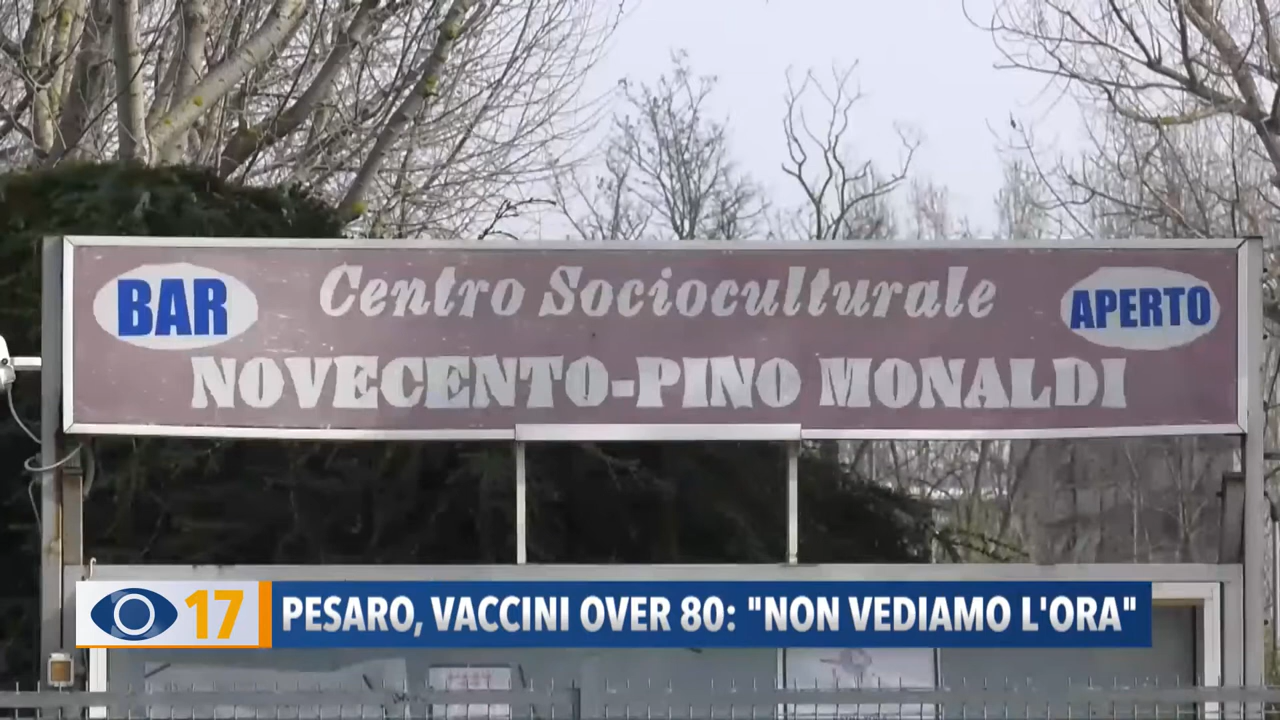 BAR
Centro Socioculturale
APERTO
NOVECENTO-PINO MONALDI
17 PESARO, VACCINI OVER 80: "NON VEDIAMO L'ORA"